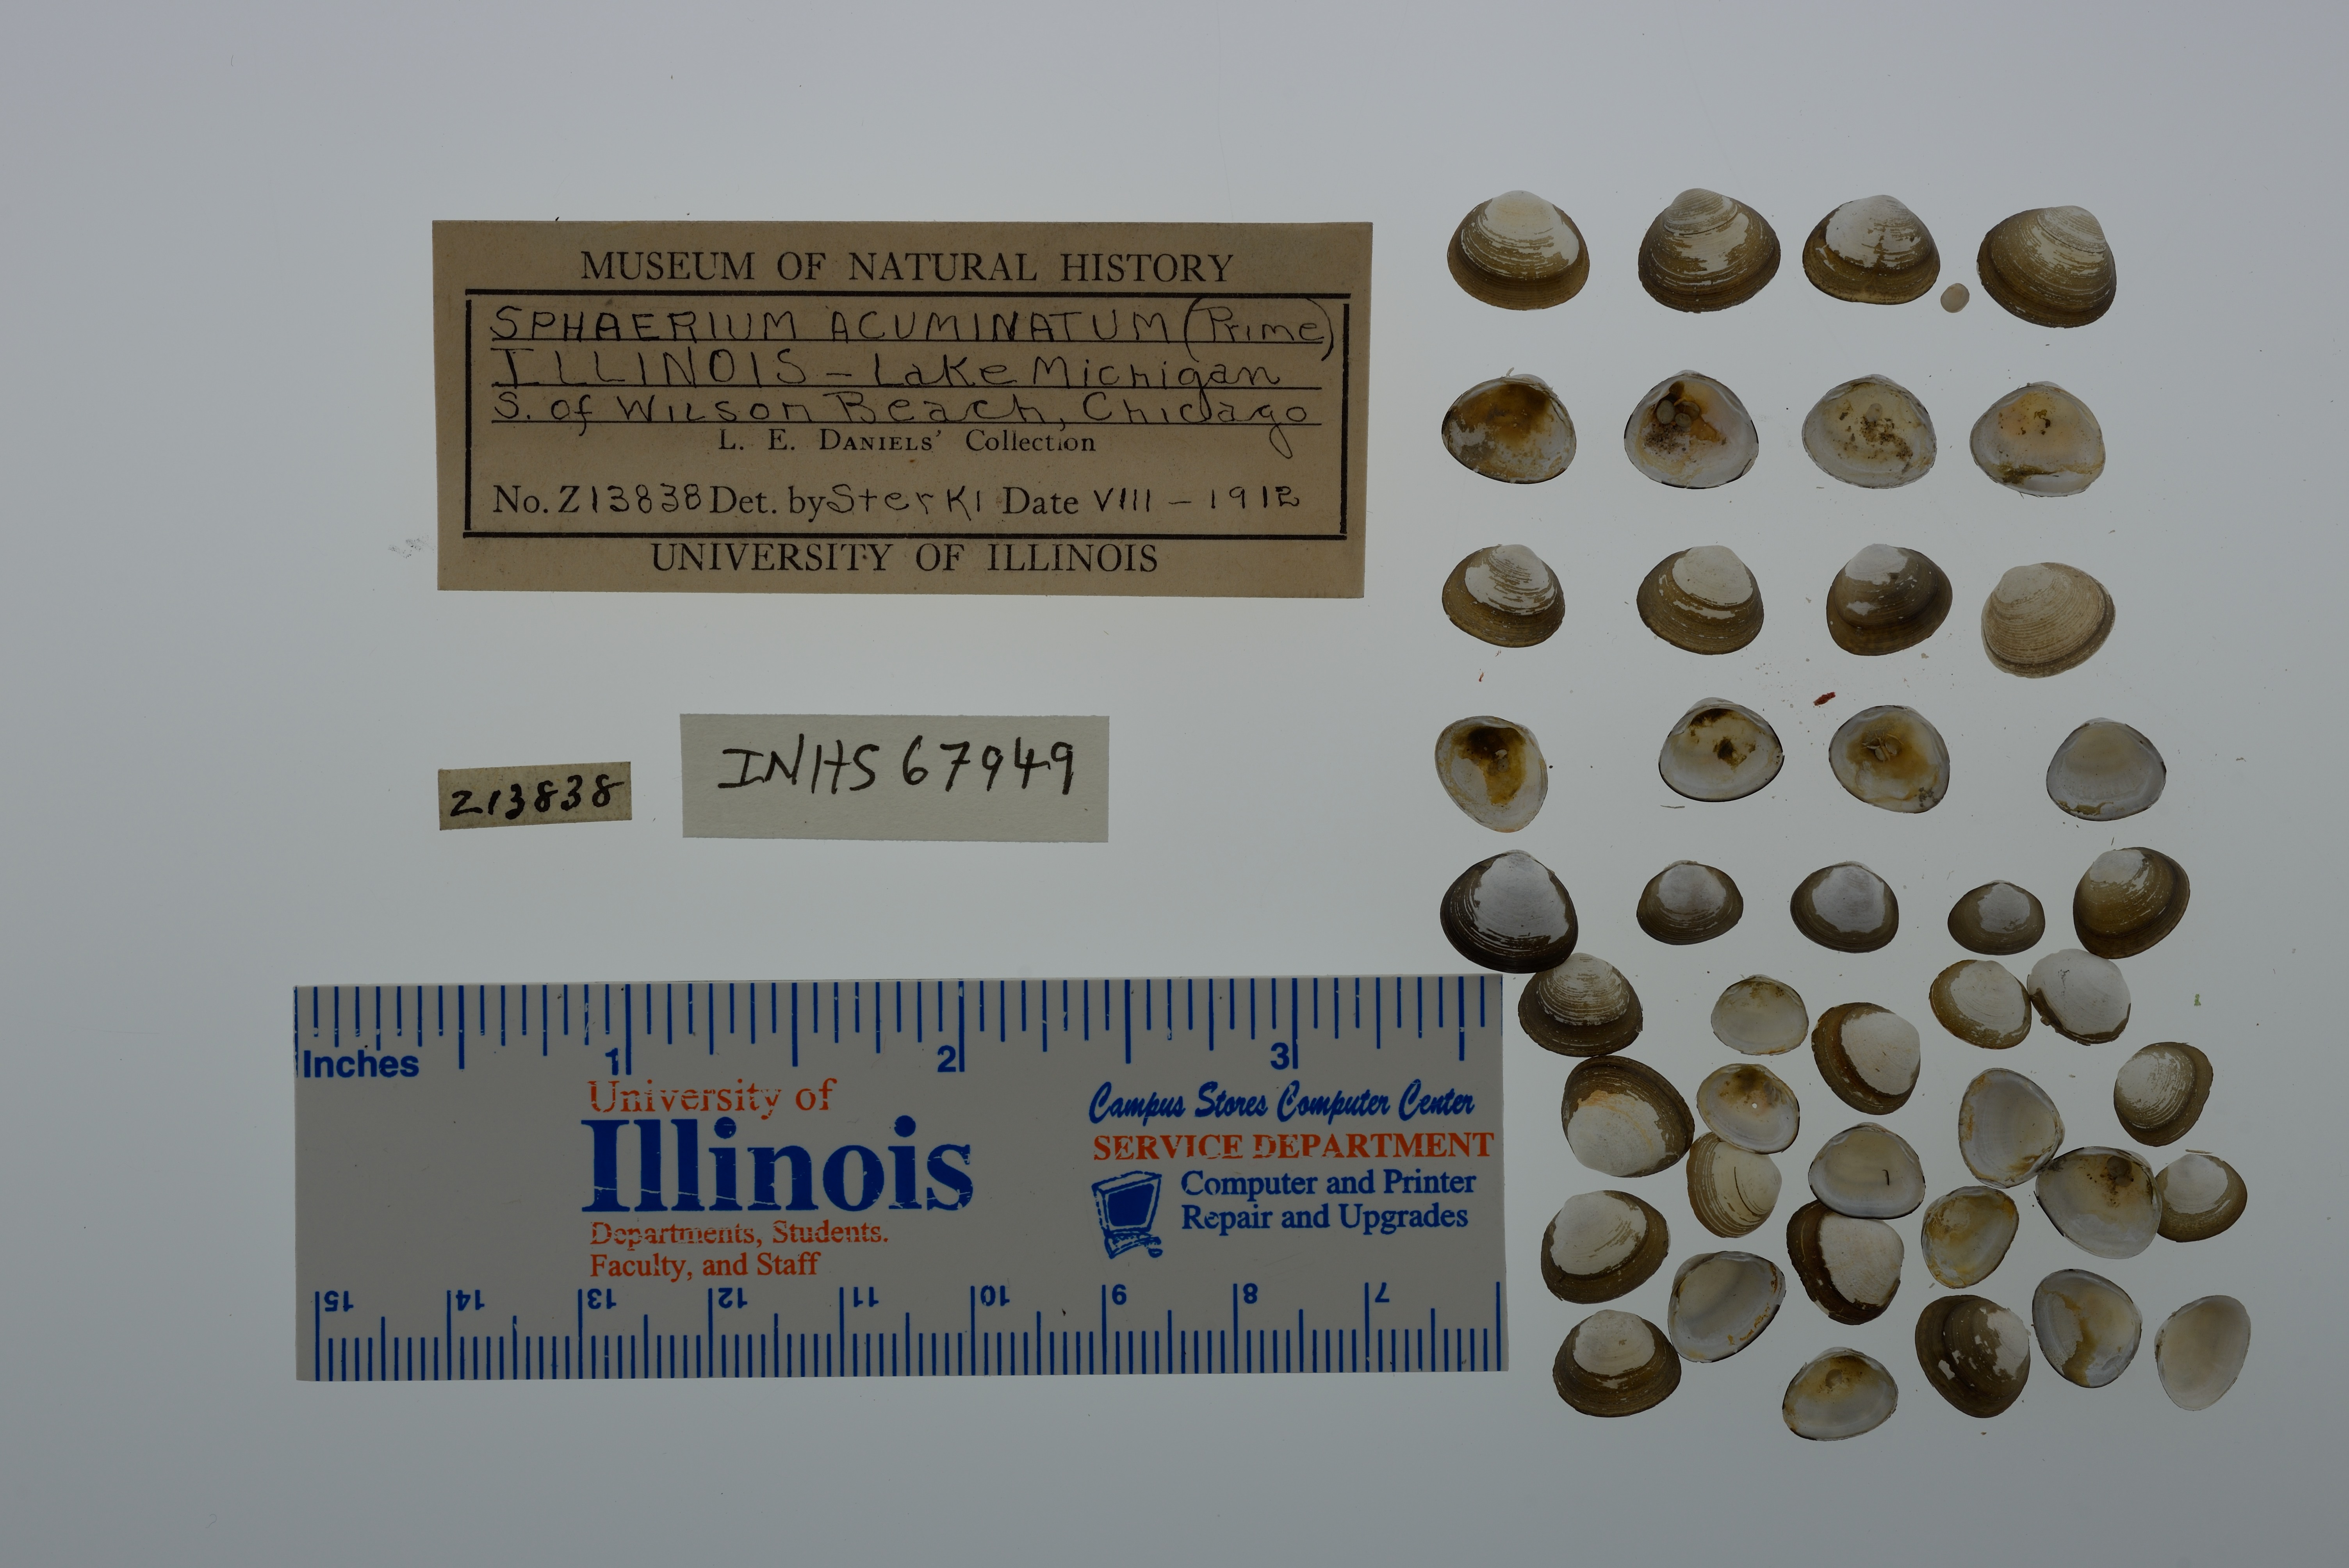 MUSEUM OF NATURAL HISTORY
SPHAERIUM ACUMINATUM (Prime)
ILLINOIS - Lake Michigan
S. of Wilson Beach, Chicago
L. E. DANIELS' Collection
No. Z13838 Det. by Sterki Date VIII - 1912
UNIVERSITY OF ILLINOIS
Z13838
INHS 67949
Inches 1 2 3
University of
Illinois
Departments, Students.
Faculty, and Staff
Campus Stores Computer Center
SERVICE DEPARTMENT
Computer and Printer
Repair and Upgrades
15 14 13 12 11 10 9 8 7